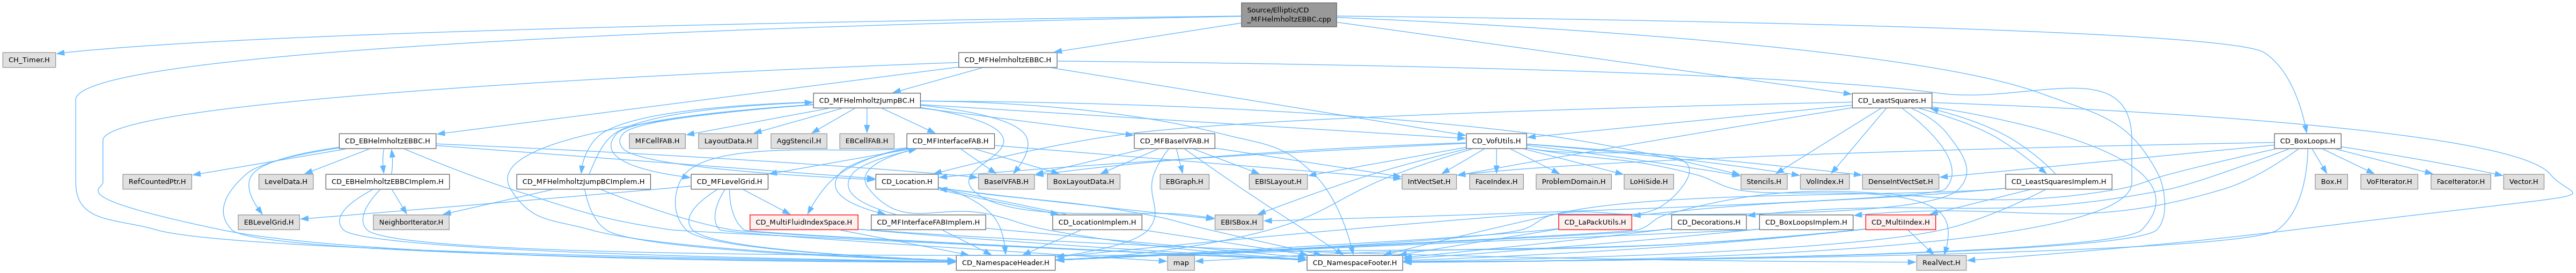 Source/Elliptic/CD
_MFHelmholtzEBBC.cpp
CH_Timer.H
CD_MFHelmholtzEBBC.H
CD_MFHelmholtzJumpBC.H
CD_LeastSquares.H
CD_EBHelmholtzEBBC.H
MFCellFAB.H
LayoutData.H
AggStencil.H
EBCellFAB.H
CD_MFInterfaceFAB.H
CD_MFBaseIVFAB.H
CD_VofUtils.H
CD_BoxLoops.H
RefCountedPtr.H
LevelData.H
CD_EBHelmholtzEBBCImplem.H
CD_MFHelmholtzJumpBCImplem.H
CD_MFLevelGrid.H
CD_Location.H
BaseIVFAB.H
BoxLayoutData.H
EBGraph.H
EBISLayout.H
IntVectSet.H
FaceIndex.H
ProblemDomain.H
LoHiSide.H
Stencils.H
VolIndex.H
DenseIntVectSet.H
CD_LeastSquaresImplem.H
Box.H
VoFIterator.H
FaceIterator.H
Vector.H
EBLevelGrid.H
NeighborIterator.H
CD_MultiFluidIndexSpace.H
CD_MFInterfaceFABImplem.H
CD_LocationImplem.H
EBISBox.H
CD_LaPackUtils.H
CD_Decorations.H
CD_BoxLoopsImplem.H
CD_MultiIndex.H
CD_NamespaceHeader.H
map
CD_NamespaceFooter.H
RealVect.H